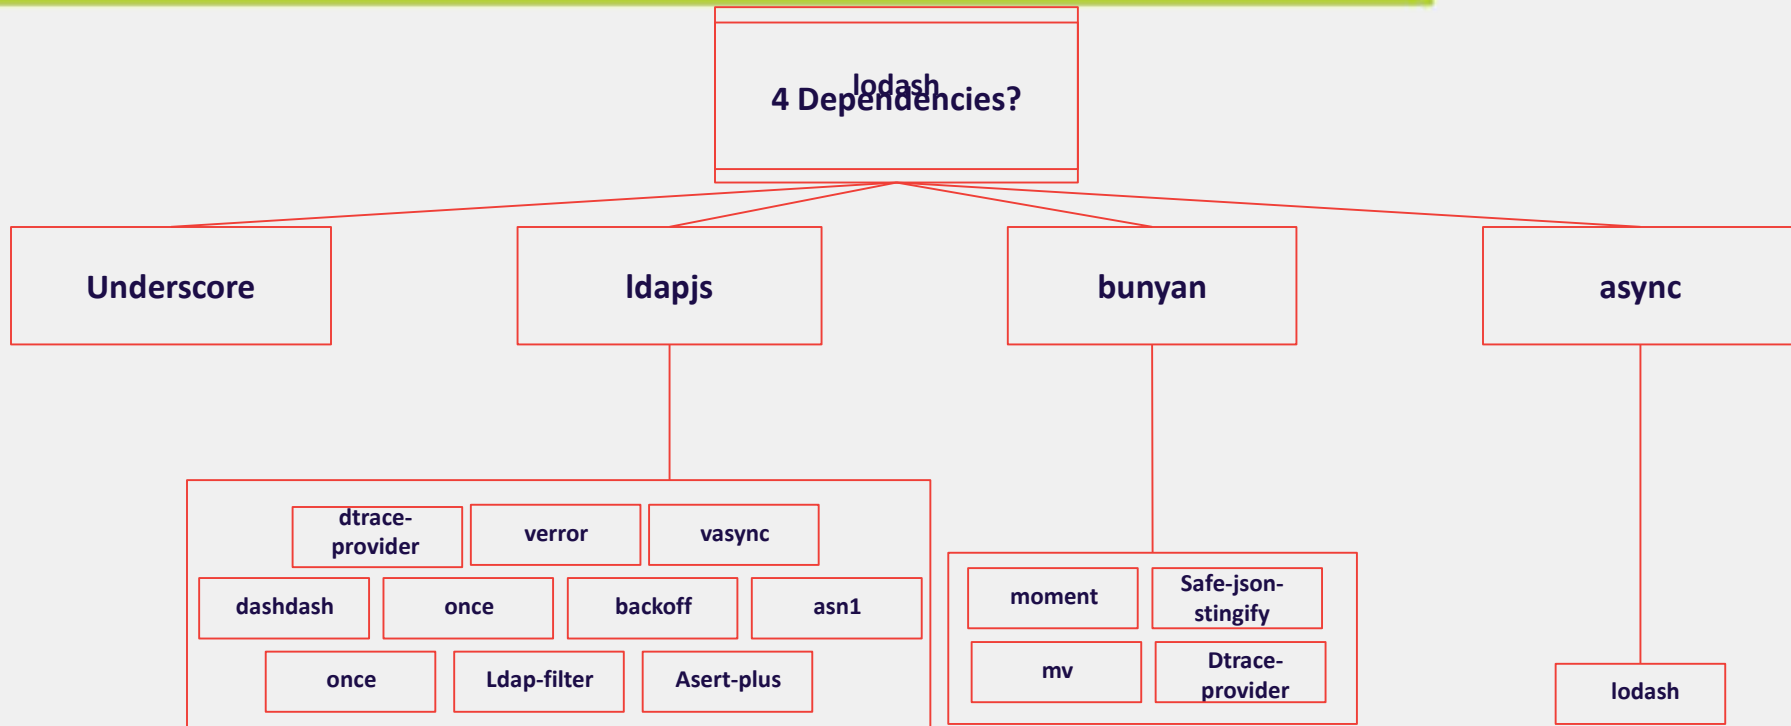 lodash
4 Dependencies?
Underscore
ldapjs
bunyan
async
dtrace-
provider
verror
vasync
dashdash
once
backoff
asn1
once
Ldap-filter
Asert-plus
moment
Safe-json-
stingify
mv
Dtrace-
provider
lodash